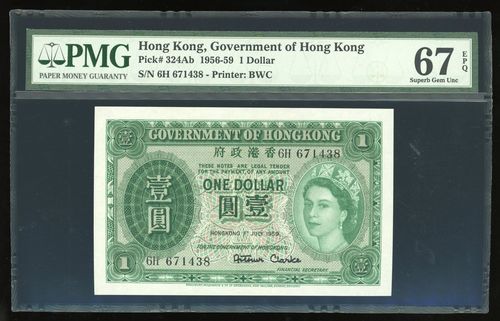 PMG
PAPER MONEY GUARANTY
Hong Kong, Government of Hong Kong
Pick# 324Ab 1956-59 1 Dollar
S/N 6H 671438 - Printer: BWC
67 EPQ
Superb Gem Unc
1
GOVERNMENT OF HONGKONG
1
府政港香
6H 671438
THESE NOTES ARE LEGAL TENDER
FOR THE PAYMENT OF ANY AMOUNT
ONE DOLLAR
壹圓
圓壹
HONGKONG 1ST JULY 1959
FOR THE GOVERNMENT OF HONGKONG
6H 671438
Arthur Clarke
FINANCIAL SECRETARY
1